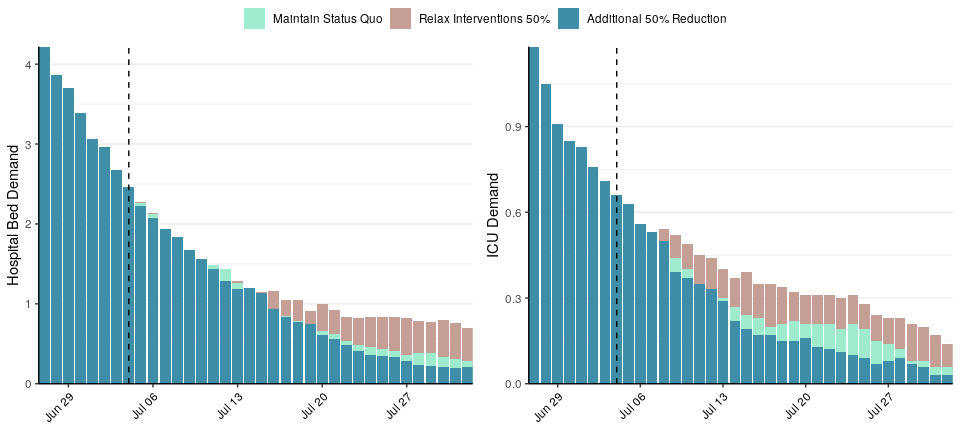 Maintain Status Quo Relax Interventions 50% Additional 50% Reduction
Hospital Bed Demand
4
3
2
1
0
Jun 29
Jul 06
Jul 13
Jul 20
Jul 27
ICU Demand
0.9
0.6
0.3
0.0
Jun 29
Jul 06
Jul 13
Jul 20
Jul 27